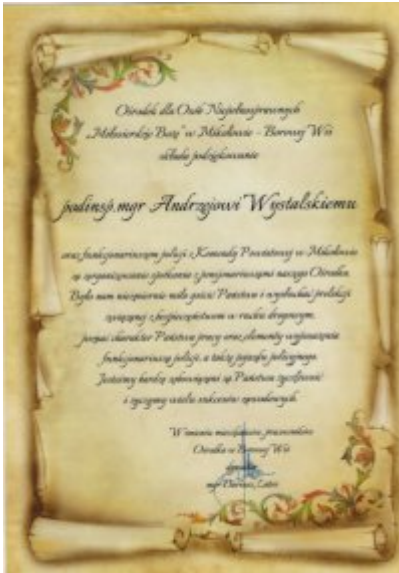 Ośrodek dla Osób Niepełnosprawnych
„Miłosierdzie Boże” w Mikołowie - Borowej Wsi
składa podziękowanie
podinsp. mgr Andrzejowi Wystalskiemu
oraz funkcjonariuszom policji z Komendy Powiatowej w Mikołowie
za zorganizowanie spotkania z pensjonariuszami naszego Ośrodka.
Było nam niezmiernie miło gościć Państwa i wysłuchać prelekcji
związanej z bezpieczeństwem w ruchu drogowym,
poznać charakter Państwa pracy oraz elementy wyposażenia
funkcjonariusza policji, a także pojazdu policyjnego.
Jesteśmy bardzo zobowiązani za Państwa życzliwość
i życzymy wielu sukcesów zawodowych.
W imieniu mieszkańców, pracowników
Ośrodka w Borowej Wsi
mgr